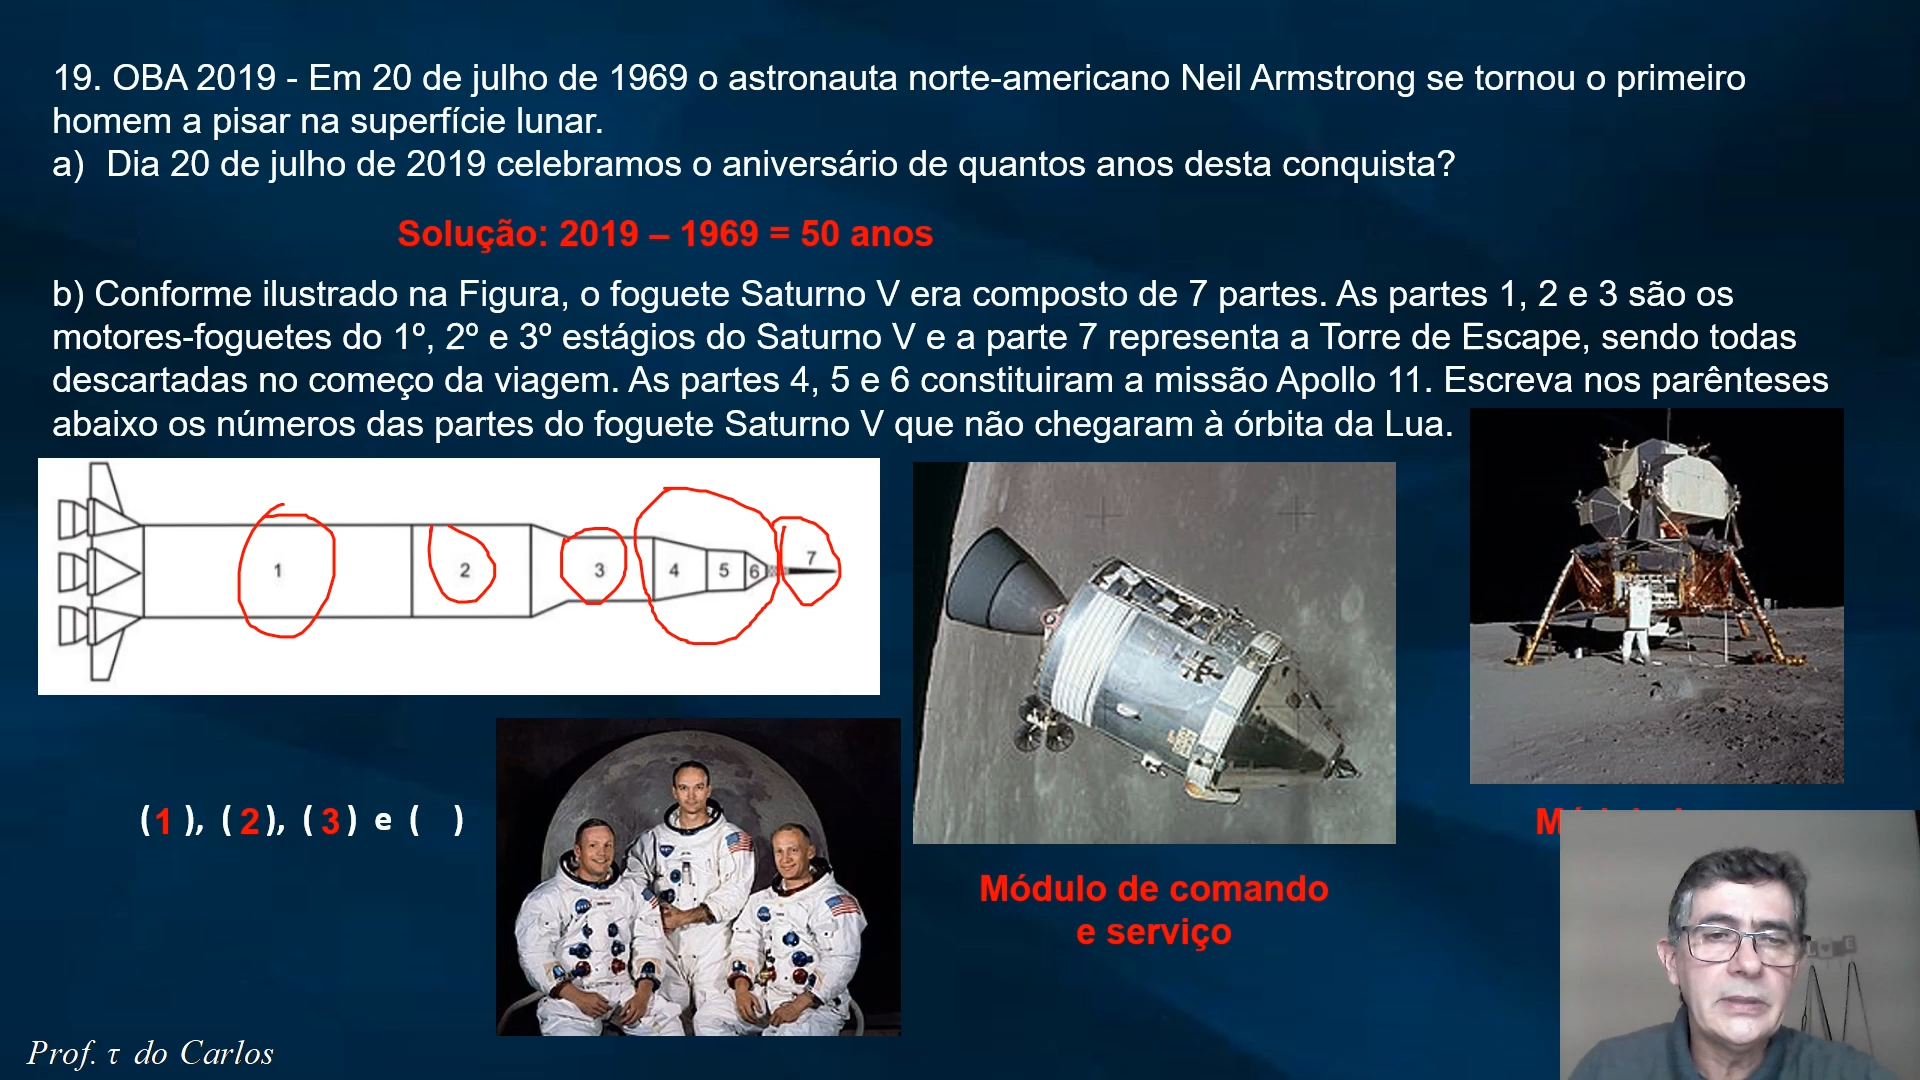 19. OBA 2019 - Em 20 de julho de 1969 o astronauta norte-americano Neil Armstrong se tornou o primeiro
homem a pisar na superfície lunar.
a) Dia 20 de julho de 2019 celebramos o aniversário de quantos anos desta conquista?
Solução: 2019 – 1969 = 50 anos
b) Conforme ilustrado na Figura, o foguete Saturno V era composto de 7 partes. As partes 1, 2 e 3 são os
motores-foguetes do 1º, 2º e 3º estágios do Saturno V e a parte 7 representa a Torre de Escape, sendo todas
descartadas no começo da viagem. As partes 4, 5 e 6 constituiram a missão Apollo 11. Escreva nos parênteses
abaixo os números das partes do foguete Saturno V que não chegaram à órbita da Lua.
1 2 3 4 5 6 7
(1 ), ( 2), ( 3) e ( )
Módulo de comando
e serviço
Prof. τ do Carlos